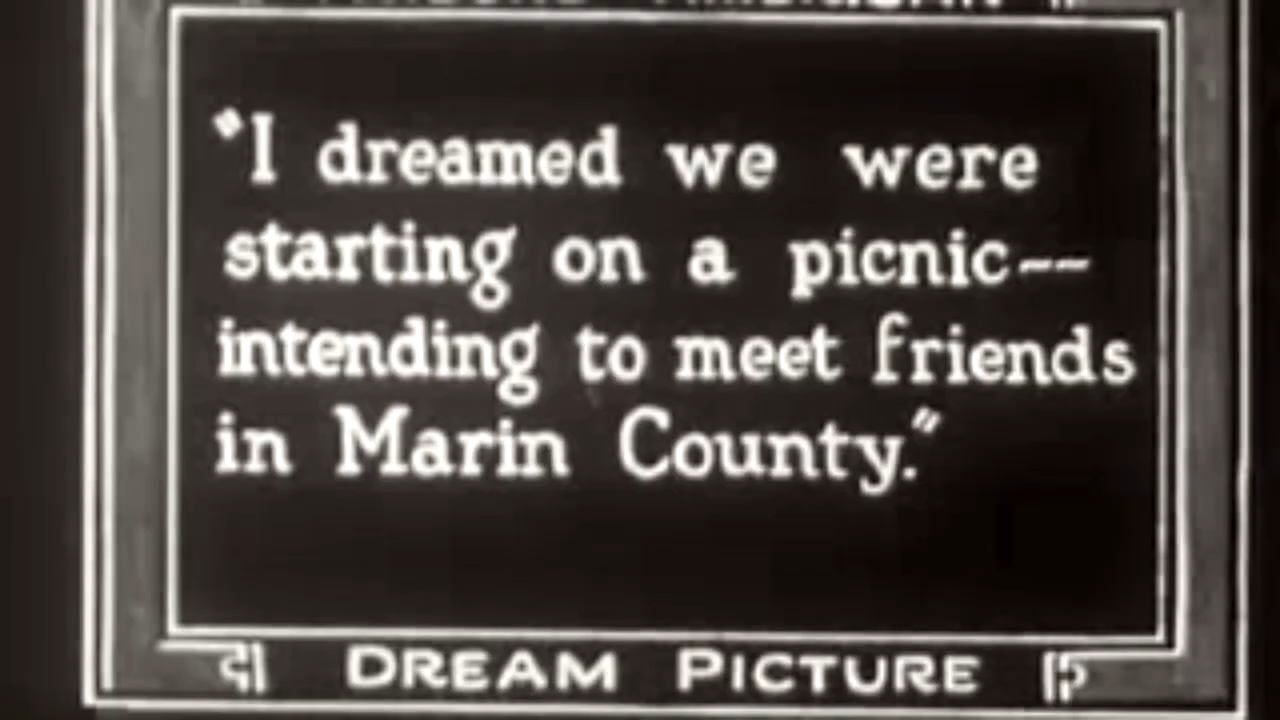 "I dreamed we were
starting on a picnic--
intending to meet friends
in Marin County."
DREAM PICTURE